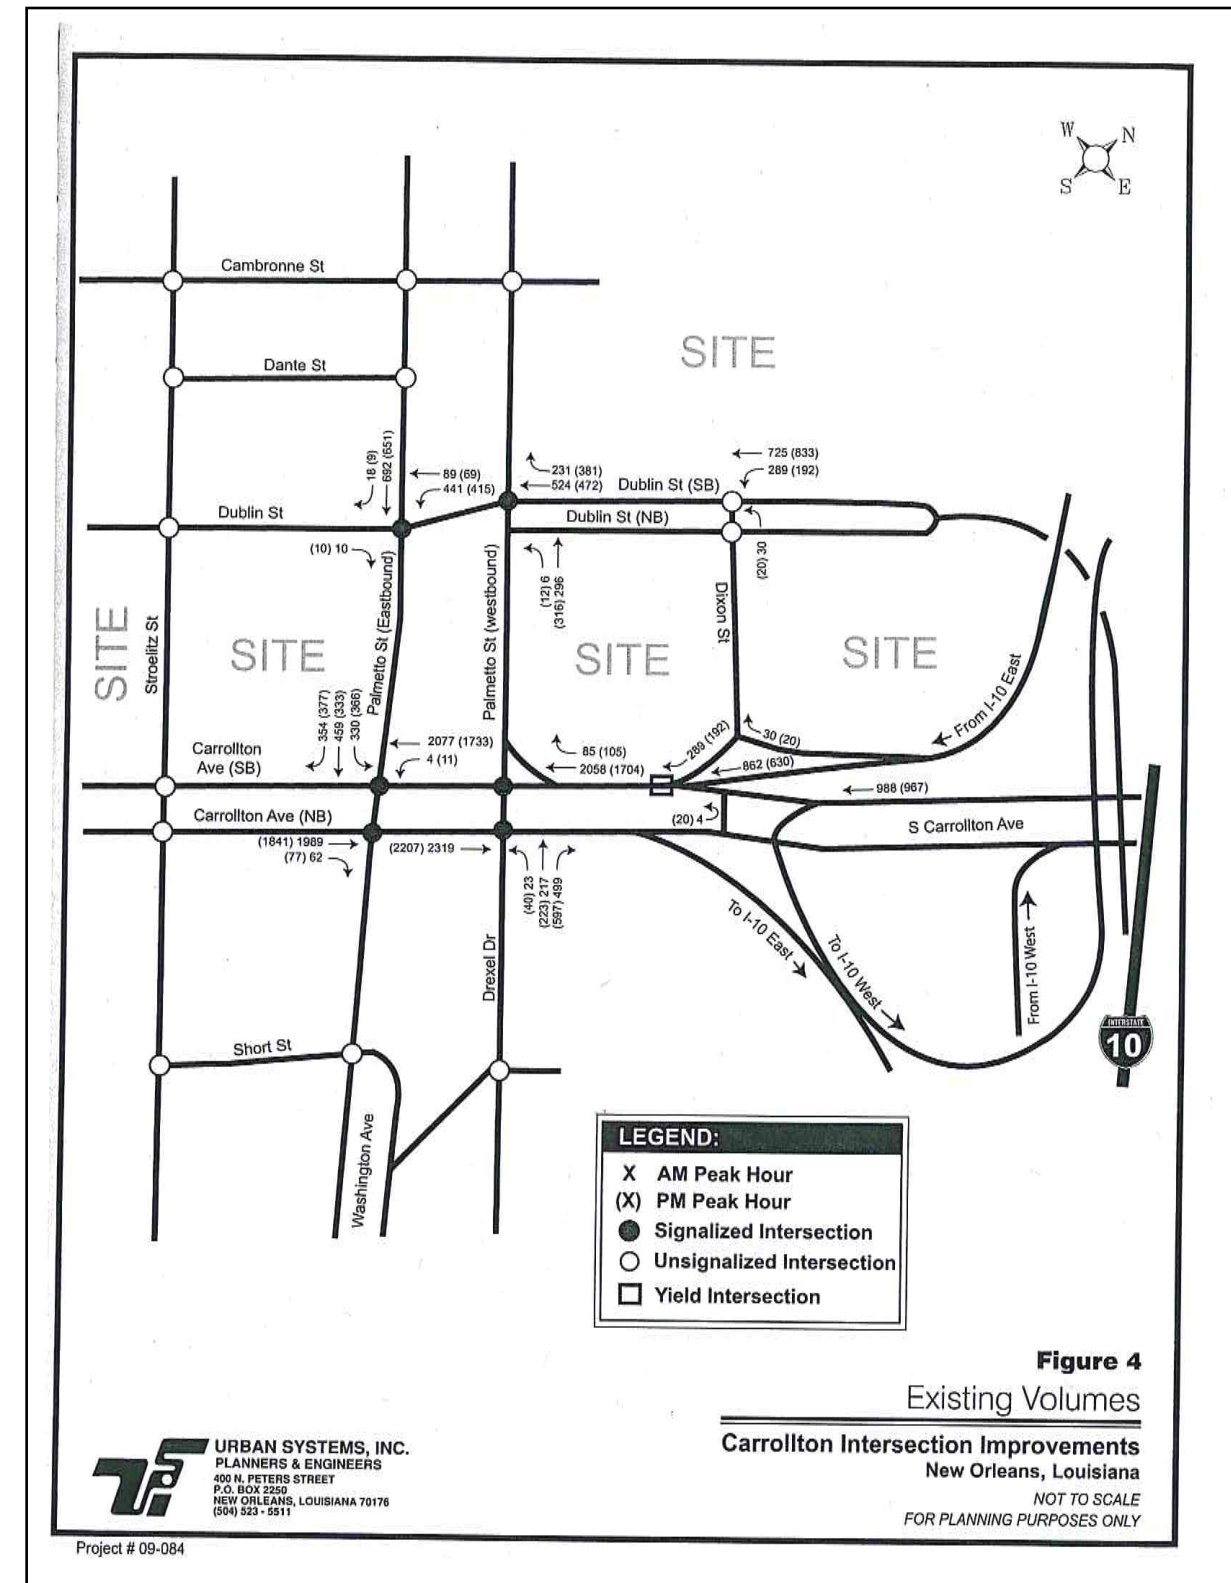 W
N
S
E
Cambronne St
SITE
Dante St
18 (9)
692 (651)
89 (69)
441 (415)
231 (381)
524 (472)
Dublin St (SB)
725 (833)
289 (192)
Dublin St
Dublin St (NB)
(10) 10
(12) 6
(316) 296
(20) 30
SITE
Stroelitz St
SITE
Palmetto St (Eastbound)
Palmetto St (westbound)
SITE
Dixon St
SITE
From I-10 East
354 (377)
459 (333)
330 (366)
Carrollton
Ave (SB)
2077 (1733)
4 (11)
85 (105)
2058 (1704)
289 (192)
30 (20)
862 (630)
988 (967)
Carrollton Ave (NB)
(1841) 1989
(77) 62
(2207) 2319
(20) 4
S Carrollton Ave
(40) 23
(223) 217
(597) 499
To I-10 East
To I-10 West
From I-10 West
Drexel Dr
INTERSTATE
10
Short St
Washington Ave
LEGEND:
X AM Peak Hour
(X) PM Peak Hour
Signalized Intersection
Unsignalized Intersection
Yield Intersection
Figure 4
Existing Volumes
Carrollton Intersection Improvements
New Orleans, Louisiana
NOT TO SCALE
FOR PLANNING PURPOSES ONLY
URBAN SYSTEMS, INC.
PLANNERS & ENGINEERS
400 N. PETERS STREET
P.O. BOX 2250
NEW ORLEANS, LOUISIANA 70176
(504) 523 - 5511
Project # 09-084